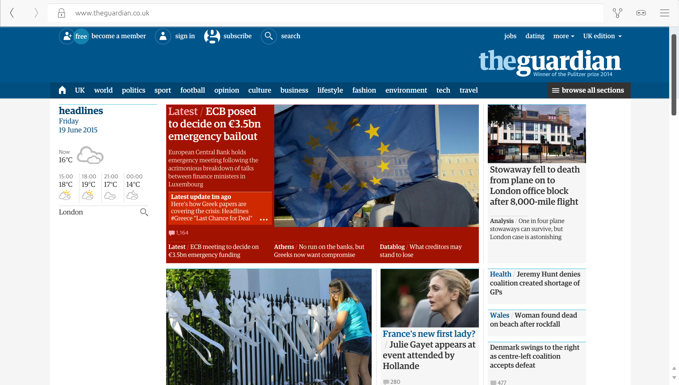 www.theguardian.co.uk
free become a member
sign in
subscribe
search
jobs
dating
more
UK edition
theguardian
Winner of the Pulitzer prize 2014
UK world politics sport football opinion culture business lifestyle fashion environment tech travel
browse all sections
headlines
Friday
19 June 2015
Now
16°C
15:00 18:00 21:00 00:00
18°C 19°C 17°C 14°C
London
Latest / ECB posed
to decide on €3.5bn
emergency bailout
European Central Bank holds
emergency meeting following the
acrimonious breakdown of talks
between finance ministers in
Luxembourg
Latest update 1m ago
Here's how Greek papers are
covering the crisis: Headlines
#Greece "Last Chance for Deal"
1,164
Latest / ECB meeting to decide on
€3.5bn emergency funding
Athens / No run on the banks, but
Greeks now want compromise
Datablog / What creditors may
stand to lose
Stowaway fell to death
from plane on to
London office block
after 8,000-mile flight
Analysis / One in four plane
stowaways can survive, but
London case is astonishing
Health / Jeremy Hunt denies
coalition created shortage of
GPs
Wales / Woman found dead
on beach after rockfall
Denmark swings to the right
as centre-left coalition
accepts defeat
477
France's new first lady?
/ Julie Gayet appears at
event attended by
Hollande
280